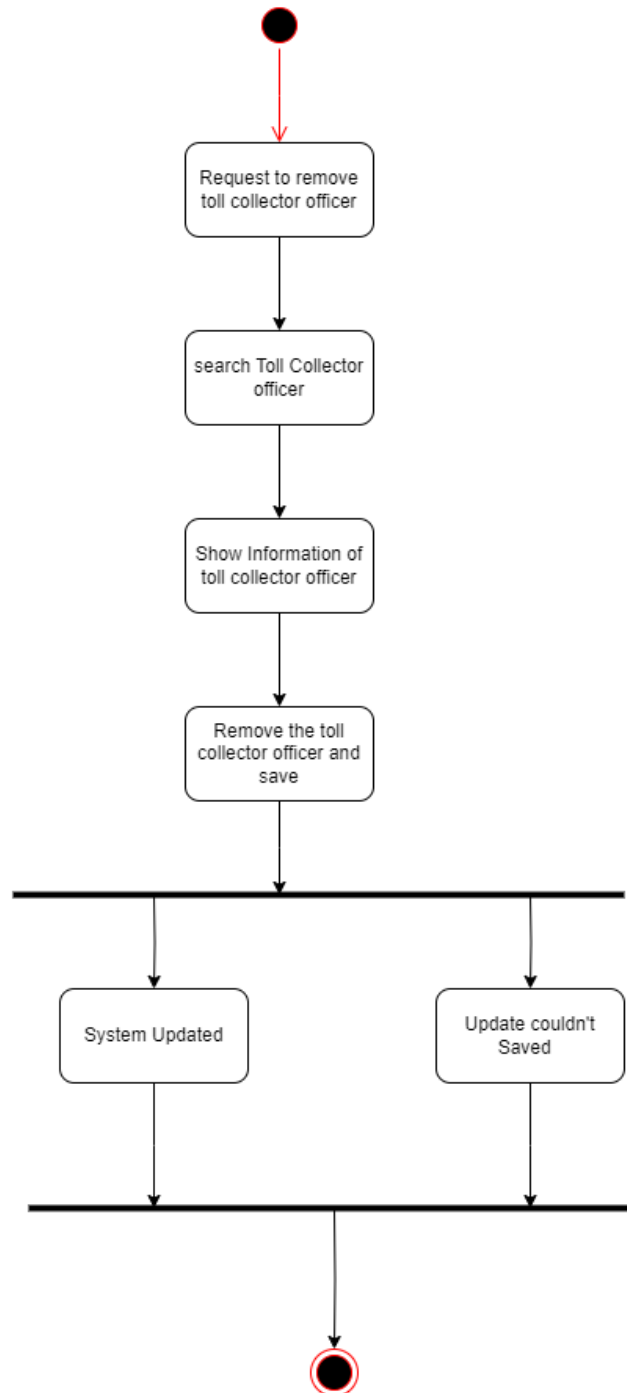 Request to remove
toll collector officer
search Toll Collector
officer
Show Information of
toll collector officer
Remove the toll
collector officer and
save
System Updated
Update couldn't
Saved